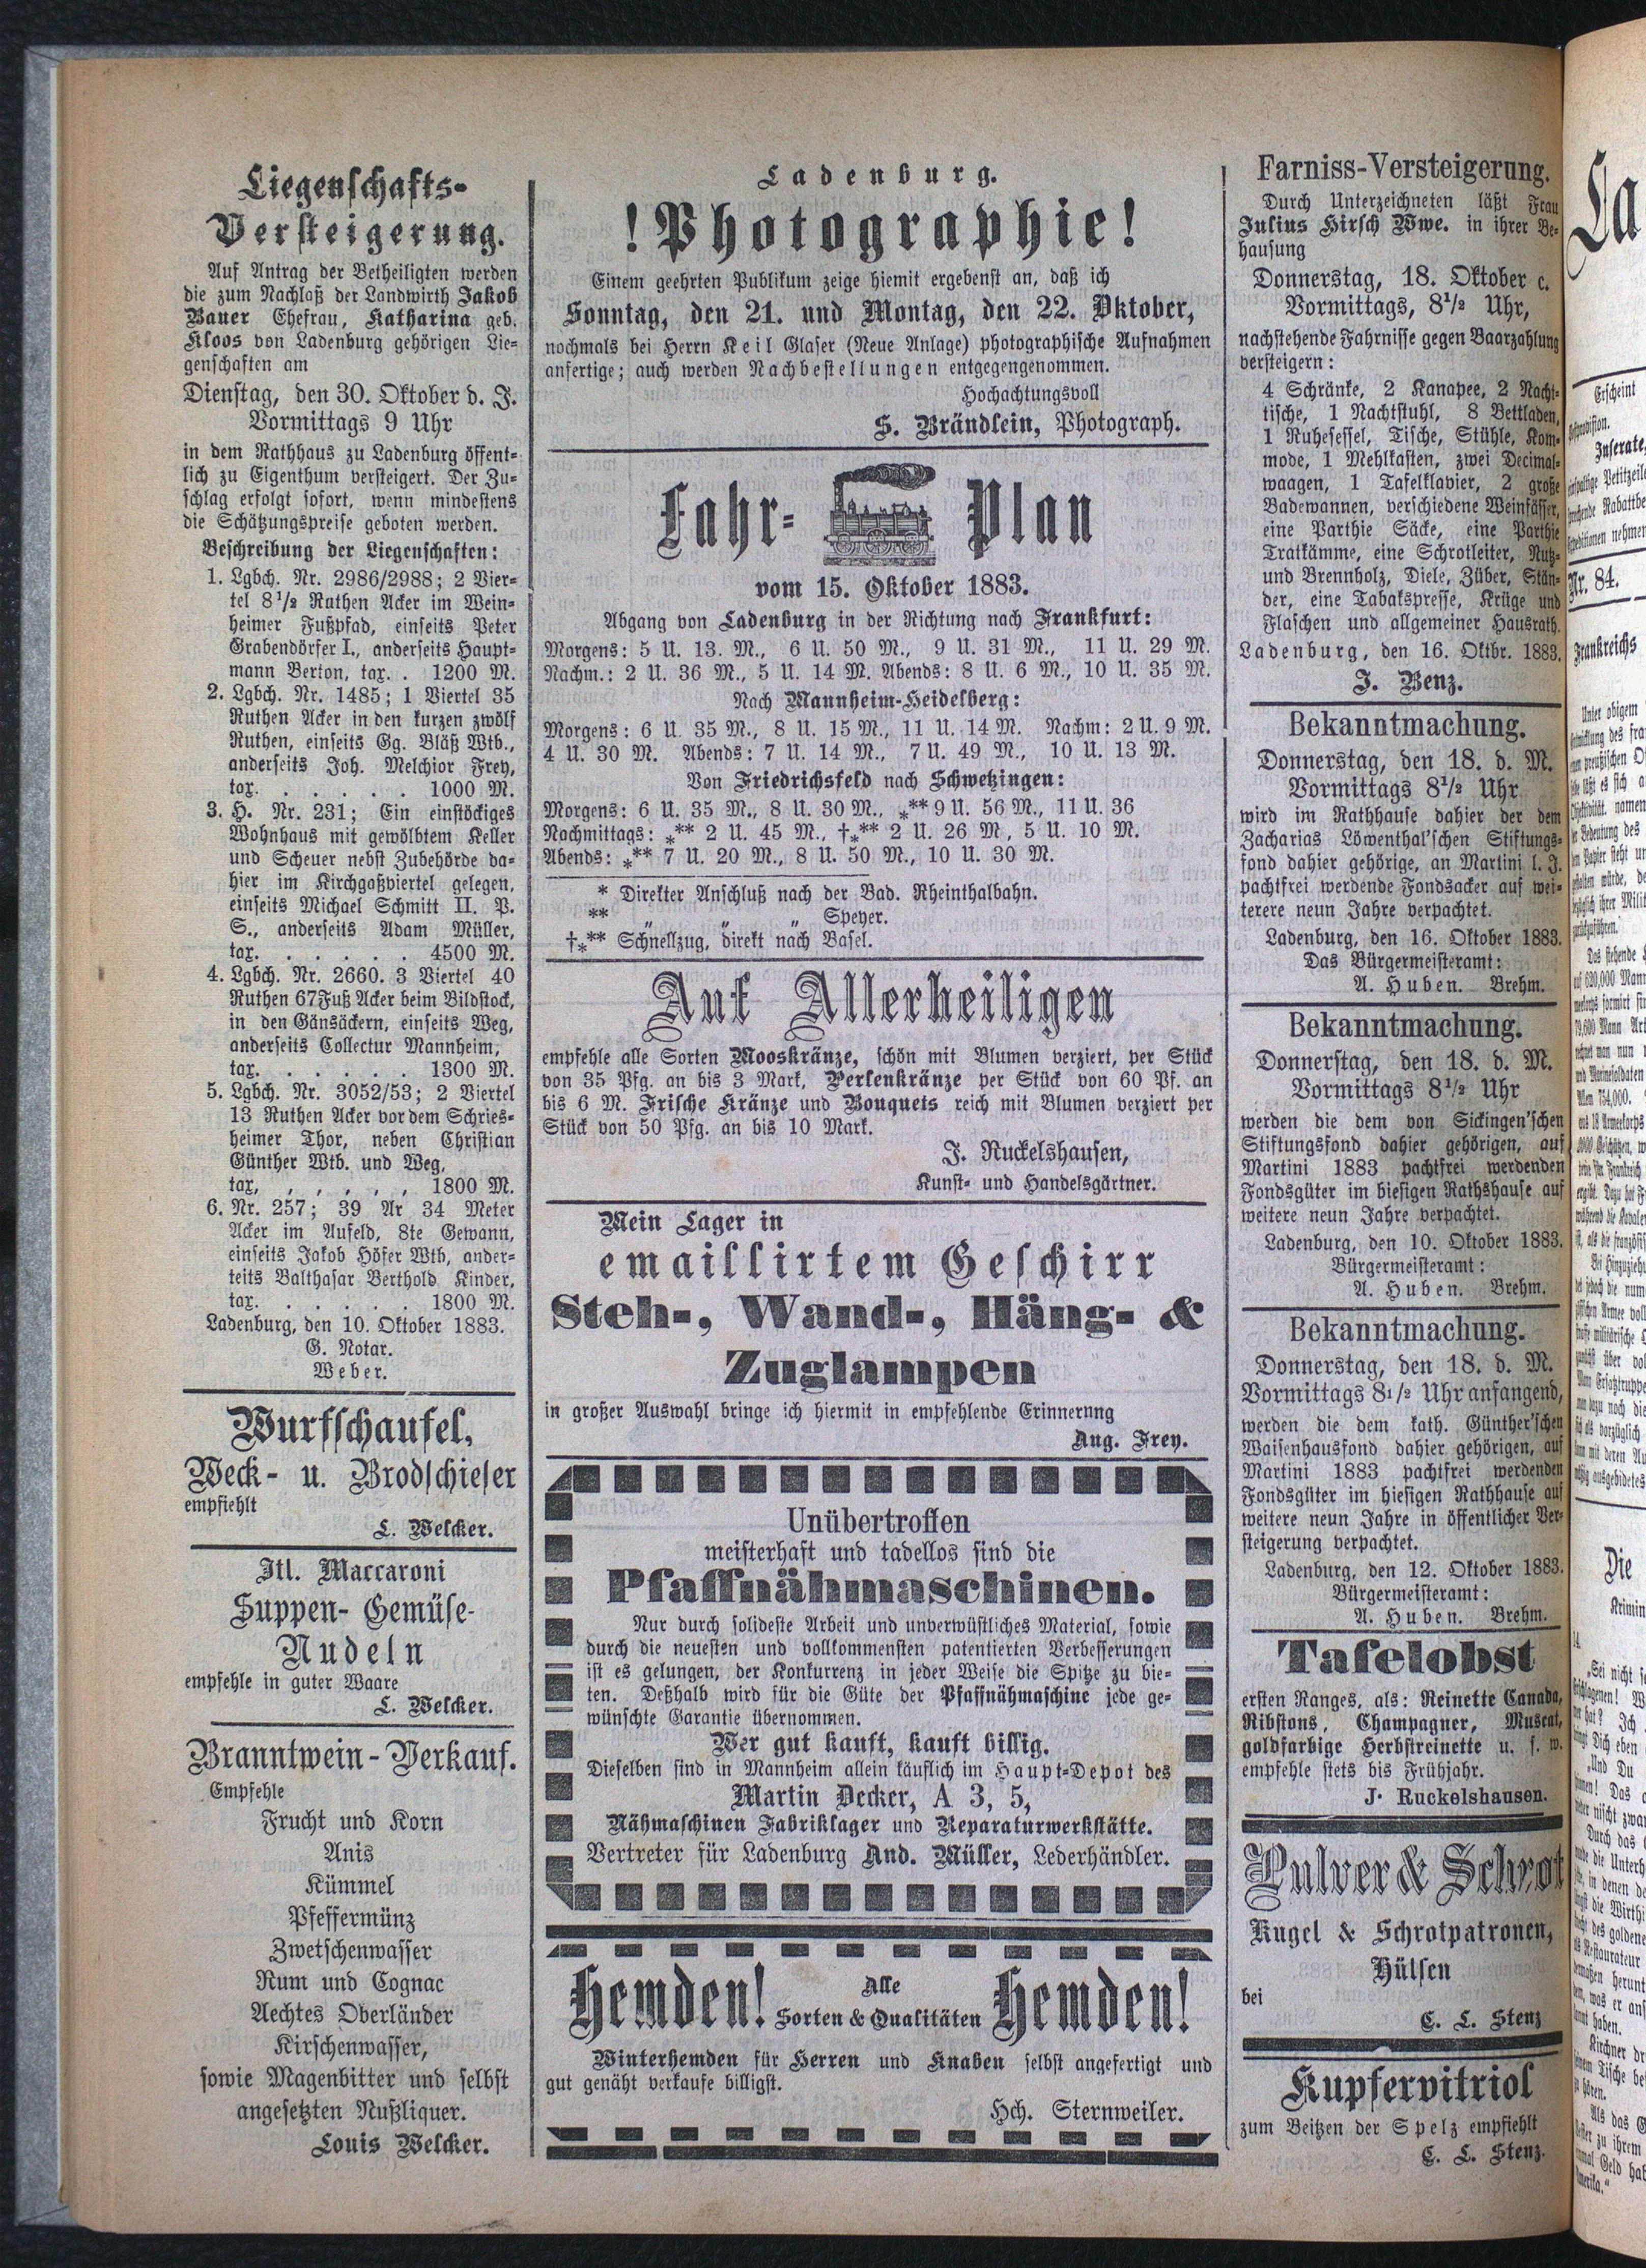 Liegenschafts-
Versteigerung.
Auf Antrag der Betheiligten werden
die zum Nachlaß der Landwirth Jakob
Bauer Ehefrau, Katharina geb.
Kloos von Ladenburg gehörigen Lie-
genschaften am
Dienstag, den 30. Oktober d. J.
Vormittags 9 Uhr
in dem Rathhaus zu Ladenburg öffent-
lich zu Eigenthum versteigert. Der Zu-
schlag erfolgt sofort, wenn mindestens
die Schätzungspreise geboten werden.
Beschreibung der Liegenschaften:
1. Lgbch. Nr. 2986/2988; 2 Vier-
tel 8 1/2 Ruthen Acker im Wein-
heimer Fußpfad, einseits Peter
Grabendörfer I., anderseits Haupt-
mann Berton, tax. . 1200 M.
2. Lgbch. Nr. 1485; 1 Viertel 35
Ruthen Acker in den kurzen zwölf
Ruthen, einseits Gg. Bläß Wtb.,
anderseits Joh. Melchior Frey,
tax. . . . . . 1000 M.
3. H. Nr. 231; Ein einstöckiges
Wohnhaus mit gewölbtem Keller
und Scheuer nebst Zubehörde da-
hier im Kirchgaßviertel gelegen,
einseits Michael Schmitt II. P.
S., anderseits Adam Müller,
tax. . . . . . 4500 M.
4. Lgbch. Nr. 2660. 3 Viertel 40
Ruthen 67 Fuß Acker beim Bildstock,
in den Gänsäckern, einseits Weg,
anderseits Collectur Mannheim,
tax. . . . . . 1300 M.
5. Lgbch. Nr. 3052/53; 2 Viertel
13 Ruthen Acker vor dem Schries-
heimer Thor, neben Christian
Günther Wtb. und Weg,
tax, , , , , , 1800 M.
6. Nr. 257; 39 Ar 34 Meter
Acker im Aufeld, 8te Gewann,
einseits Jakob Höfer Wtb, ander-
teits Balthasar Berthold Kinder,
tax. . . . . . 1800 M.
Ladenburg, den 10. Oktober 1883.
G. Notar.
Weber.
Wurfschaufel,
Weck- u. Brodschieser
empfiehlt
L. Welcker.
Itl. Maccaroni
Suppen- Gemüse-
Nudeln
empfehle in guter Waare
L. Welcker.
Branntwein-Verkauf.
Empfehle
Frucht und Korn
Anis
Kümmel
Pfeffermünz
Zwetschenwasser
Rum und Cognac
Aechtes Oberländer
Kirschenwasser,
sowie Magenbitter und selbst
angesetzten Nußliquer.
Louis Welcker.
Ladenburg.
!Photographie!
Einem geehrten Publikum zeige hiemit ergebenst an, daß ich
Sonntag, den 21. und Montag, den 22. Oktober,
nochmals bei Herrn Keil Glaser (Neue Anlage) photographische Aufnahmen
anfertige; auch werden Nachbestellungen entgegengenommen.
Hochachtungsvoll
S. Brändlein, Photograph.
Fahr- Plan
vom 15. Oktober 1883.
Abgang von Ladenburg in der Richtung nach Frankfurt:
Morgens: 5 U. 13. M., 6 U. 50 M., 9 U. 31 M., 11 U. 29 M.
Nachm.: 2 U. 36 M., 5 U. 14 M. Abends: 8 U. 6 M., 10 U. 35 M.
Nach Mannheim-Heidelberg:
Morgens: 6 U. 35 M., 8 U. 15 M., 11 U. 14 M. Nachm: 2 U. 9 M.
4 U. 30 M. Abends: 7 U. 14 M., 7 U. 49 M., 10 U. 13 M.
Von Friedrichsfeld nach Schwetzingen:
Morgens: 6 U. 35 M., 8 U. 30 M., *** 9 U. 56 M., 11 U. 36
Nachmittags: *** 2 U. 45 M., †*** 2 U. 26 M, 5 U. 10 M.
Abends: *** 7 U. 20 M., 8 U. 50 M., 10 U. 30 M.
* Direkter Anschluß nach der Bad. Rheinthalbahn.
** „ „ „ Speyer.
†*** Schnellzug, direkt nach Basel.
Auf Allerheiligen
empfehle alle Sorten Mooskränze, schön mit Blumen verziert, per Stück
von 35 Pfg. an bis 3 Mark, Perlenkränze per Stück von 60 Pf. an
bis 6 M. Frische Kränze und Bouquets reich mit Blumen verziert per
Stück von 50 Pfg. an bis 10 Mark.
J. Ruckelshausen,
Kunst- und Handelsgärtner.
Mein Lager in
emaillirtem Geschirr
Steh-, Wand-, Häng- &
Zuglampen
in großer Auswahl bringe ich hiermit in empfehlende Erinnerung
Aug. Frey.
Unübertroffen
meisterhaft und tadellos sind die
Pfaffnähmaschinen.
Nur durch solideste Arbeit und unverwüstliches Material, sowie
durch die neuesten und vollkommensten patentierten Verbesserungen
ist es gelungen, der Konkurrenz in jeder Weise die Spitze zu bie-
ten. Deßhalb wird für die Güte der Pfaffnähmaschine jede ge-
wünschte Garantie übernommen.
Wer gut kauft, kauft billig.
Dieselben sind in Mannheim allein käuflich im Haupt-Depot des
Martin Decker, A 3, 5,
Nähmaschinen Fabriklager und Reparaturwerkstätte.
Vertreter für Ladenburg And. Müller, Lederhändler.
Hemden! Alle Sorten & Qualitäten Hemden!
Winterhemden für Herren und Knaben selbst angefertigt und
gut genäht verkaufe billigst.
Hch. Sternweiler.
Farniss-Versteigerung.
Durch Unterzeichneten läßt Frau
Julius Hirsch Wwe. in ihrer Be-
hausung
Donnerstag, 18. Oktober c.
Vormittags, 8 1/2 Uhr,
nachstehende Fahrnisse gegen Baarzahlung
versteigern:
4 Schränke, 2 Kanapee, 2 Nacht-
tische, 1 Nachtstuhl, 8 Bettladen,
1 Ruhesessel, Tische, Stühle, Kom-
mode, 1 Mehlkasten, zwei Decimal-
waagen, 1 Tafelklavier, 2 große
Badewannen, verschiedene Weinfässer,
eine Parthie Säcke, eine Parthie
Tratkämme, eine Schrotleiter, Nutz-
und Brennholz, Diele, Züber, Stän-
der, eine Tabakspresse, Krüge und
Flaschen und allgemeiner Hausrath.
Ladenburg, den 16. Oktbr. 1883.
J. Benz.
Bekanntmachung.
Donnerstag, den 18. d. M.
Vormittags 8 1/2 Uhr
wird im Rathhause dahier der dem
Zacharias Löwenthal'schen Stiftungs-
fond dahier gehörige, an Martini l. J.
pachtfrei werdende Fondsacker auf wei-
terere neun Jahre verpachtet.
Ladenburg, den 16. Oktober 1883.
Das Bürgermeisteramt:
A. Huben. Brehm.
Bekanntmachung.
Donnerstag, den 18. d. M.
Vormittags 8 1/2 Uhr
werden die dem von Sickingen'schen
Stiftungsfond dahier gehörigen, auf
Martini 1883 pachtfrei werdenden
Fondsgüter im hiesigen Rathshause auf
weitere neun Jahre verpachtet.
Ladenburg, den 10. Oktober 1883.
Bürgermeisteramt:
A. Huben. Brehm.
Bekanntmachung.
Donnerstag, den 18. d. M.
Vormittags 8 1/2 Uhr anfangend,
werden die dem kath. Günther'schen
Waisenhausfond dahier gehörigen, auf
Martini 1883 pachtfrei werdenden
Fondsgüter im hiesigen Rathhause auf
weitere neun Jahre in öffentlicher Ver-
steigerung verpachtet.
Ladenburg, den 12. Oktober 1883.
Bürgermeisteramt:
A. Huben. Brehm.
Tafelobst
ersten Ranges, als: Reinette Canada,
Ribstons, Champagner, Muscat,
goldfarbige Herbstreinette u. s. w.
empfehle stets bis Frühjahr.
J. Ruckelshausen.
Pulver & Schrot
Kugel & Schrotpatronen,
Hülsen
bei
C. L. Stenz
Kupfervitriol
zum Beitzen der Spelz empfiehlt
C. L. Stenz.
La
Erscheint
Inserate,
Nr. 84.
Frankreichs
Unter obigem
Die